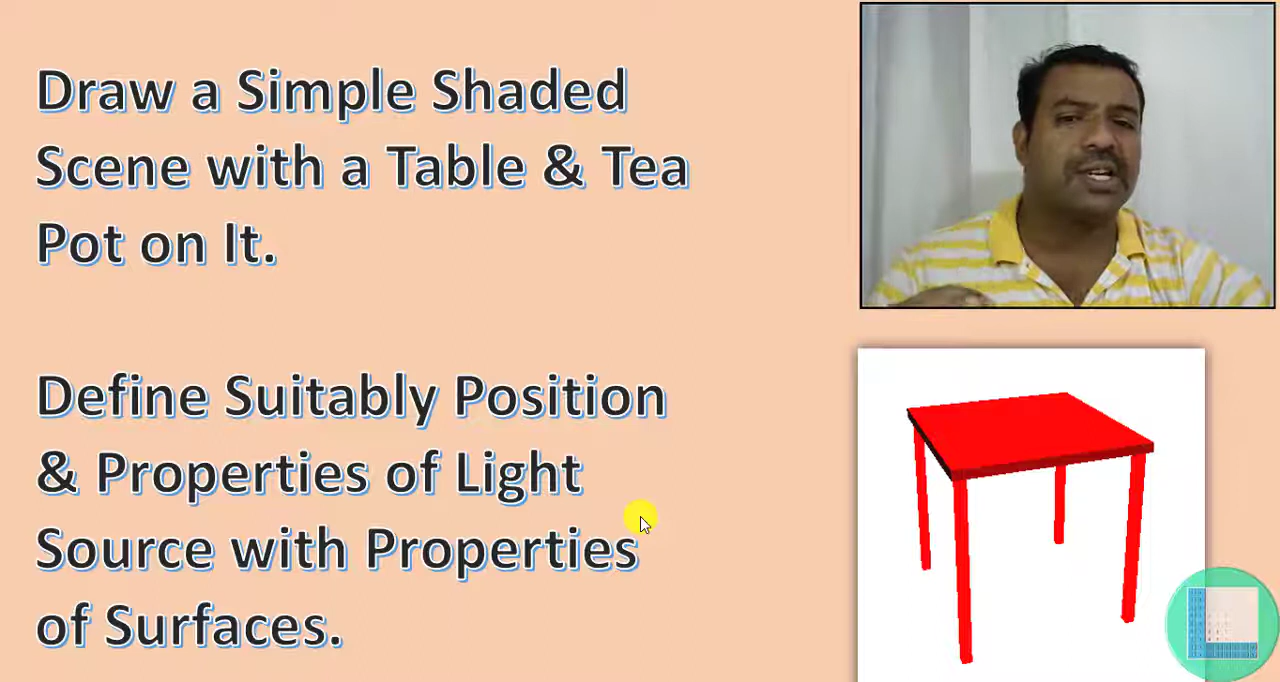 Draw a Simple Shaded
Scene with a Table & Tea
Pot on It.
Define Suitably Position
& Properties of Light
Source with Properties
of Surfaces.